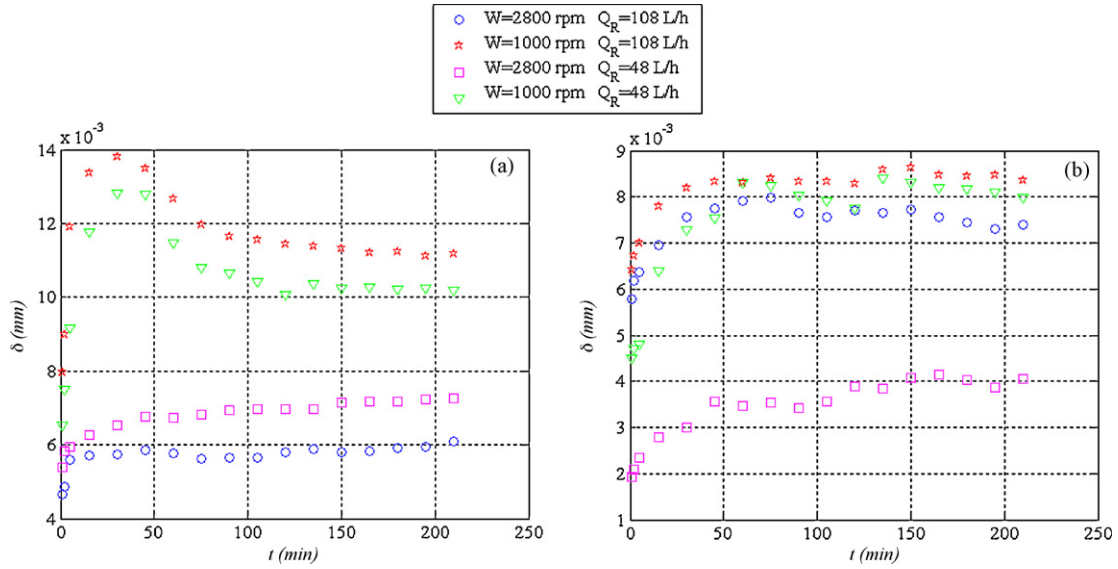 W=2800 rpm Q_R=108 L/h
W=1000 rpm Q_R=108 L/h
W=2800 rpm Q_R=48 L/h
W=1000 rpm Q_R=48 L/h
x 10⁻³
(a)
14
12
10
8
6
4
δ (mm)
0 50 100 150 200 250
t (min)
x 10⁻³
(b)
9
8
7
6
5
4
3
2
1
δ (mm)
0 50 100 150 200 250
t (min)